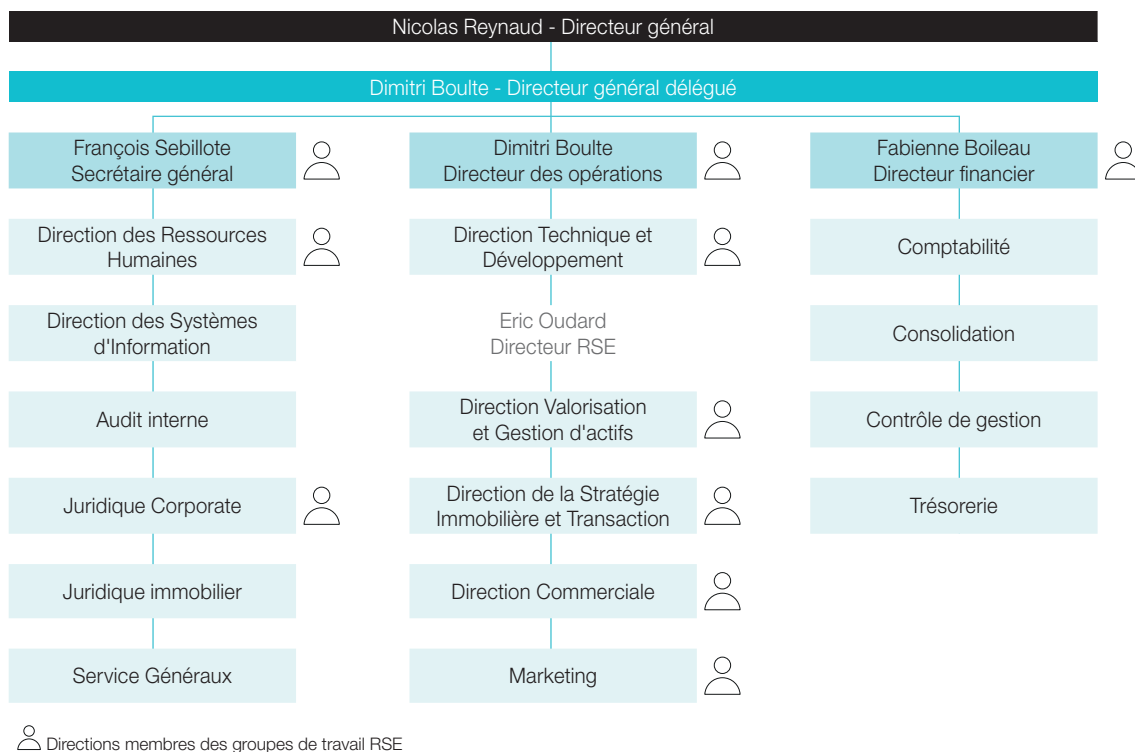 Nicolas Reynaud - Directeur général
Dimitri Boulte - Directeur général délégué
François Sebillote
Secrétaire général
Direction des Ressources
Humaines
Direction des Systèmes
d'Information
Audit interne
Juridique Corporate
Juridique immobilier
Service Généraux
Dimitri Boulte
Directeur des opérations
Direction Technique et
Développement
Eric Oudard
Directeur RSE
Direction Valorisation
et Gestion d'actifs
Direction de la Stratégie
Immobilière et Transaction
Direction Commerciale
Marketing
Fabienne Boileau
Directeur financier
Comptabilité
Consolidation
Contrôle de gestion
Trésorerie
Directions membres des groupes de travail RSE